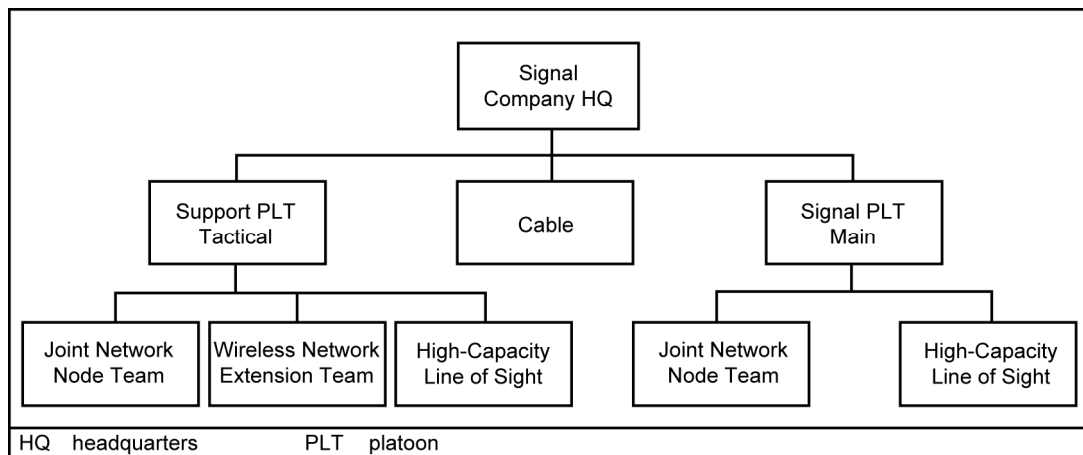 Signal
Company HQ
Support PLT
Tactical
Cable
Signal PLT
Main
Joint Network
Node Team
Wireless Network
Extension Team
High-Capacity
Line of Sight
Joint Network
Node Team
High-Capacity
Line of Sight
HQ headquarters PLT platoon